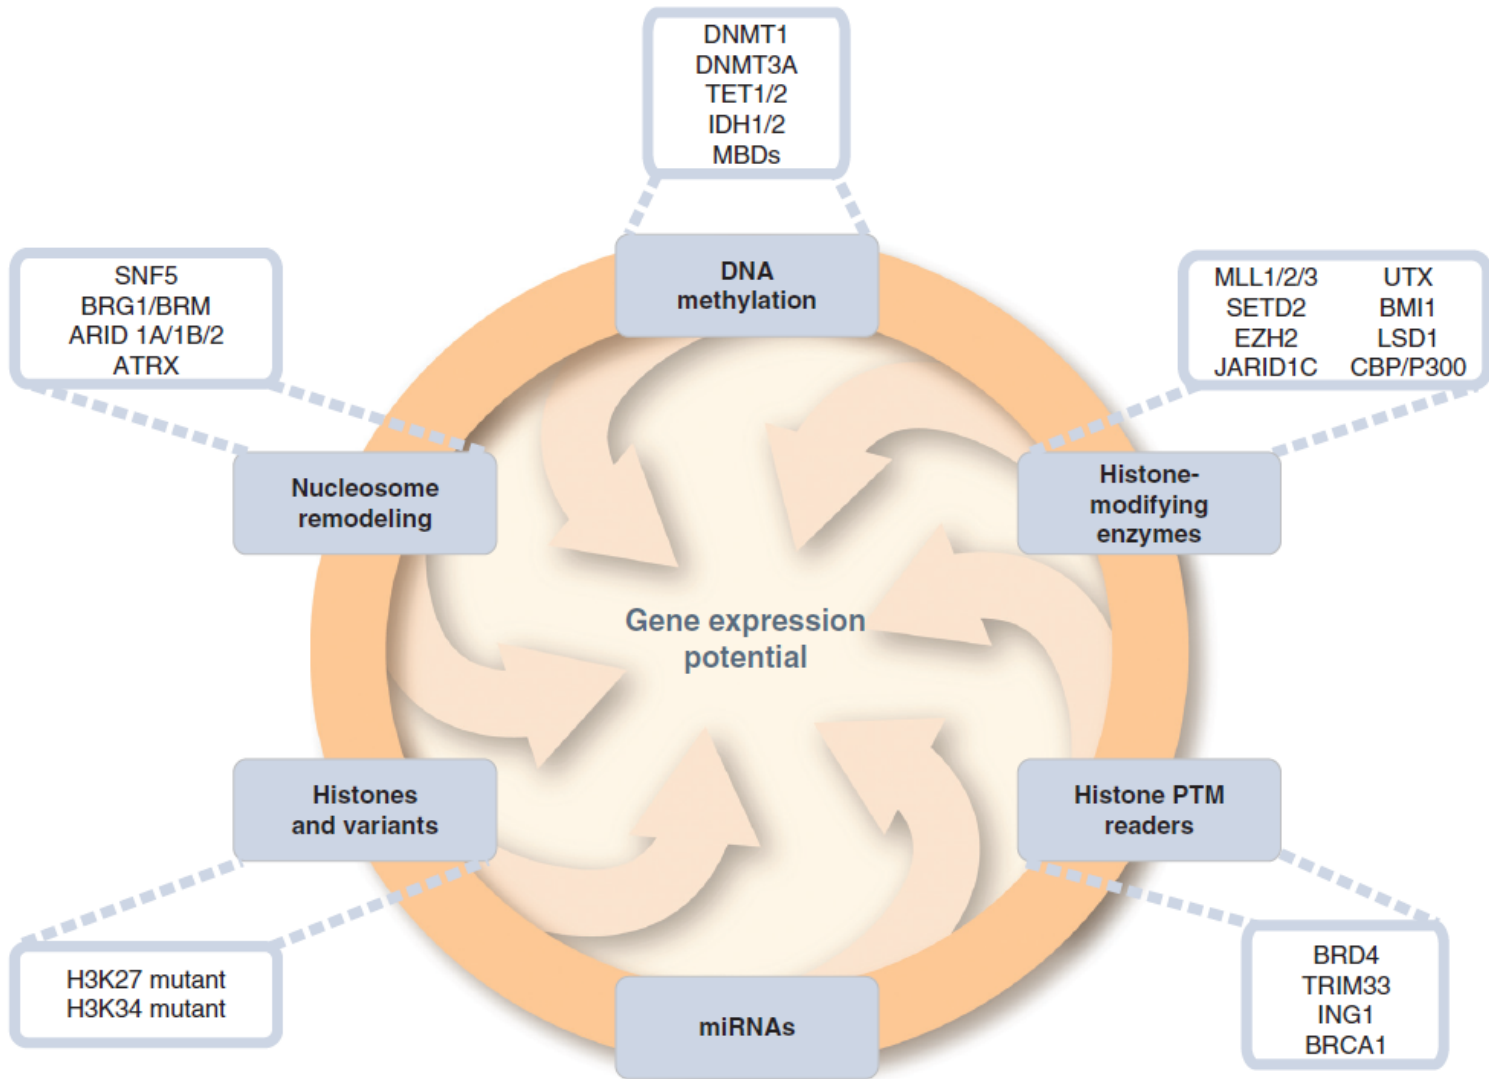 DNMT1
DNMT3A
TET1/2
IDH1/2
MBDs
DNA
methylation
SNF5
BRG1/BRM
ARID 1A/1B/2
ATRX
MLL1/2/3
SETD2
EZH2
JARID1C
UTX
BMI1
LSD1
CBP/P300
Nucleosome
remodeling
Histone-
modifying
enzymes
Gene expression
potential
Histones
and variants
Histone PTM
readers
H3K27 mutant
H3K34 mutant
miRNAs
BRD4
TRIM33
ING1
BRCA1